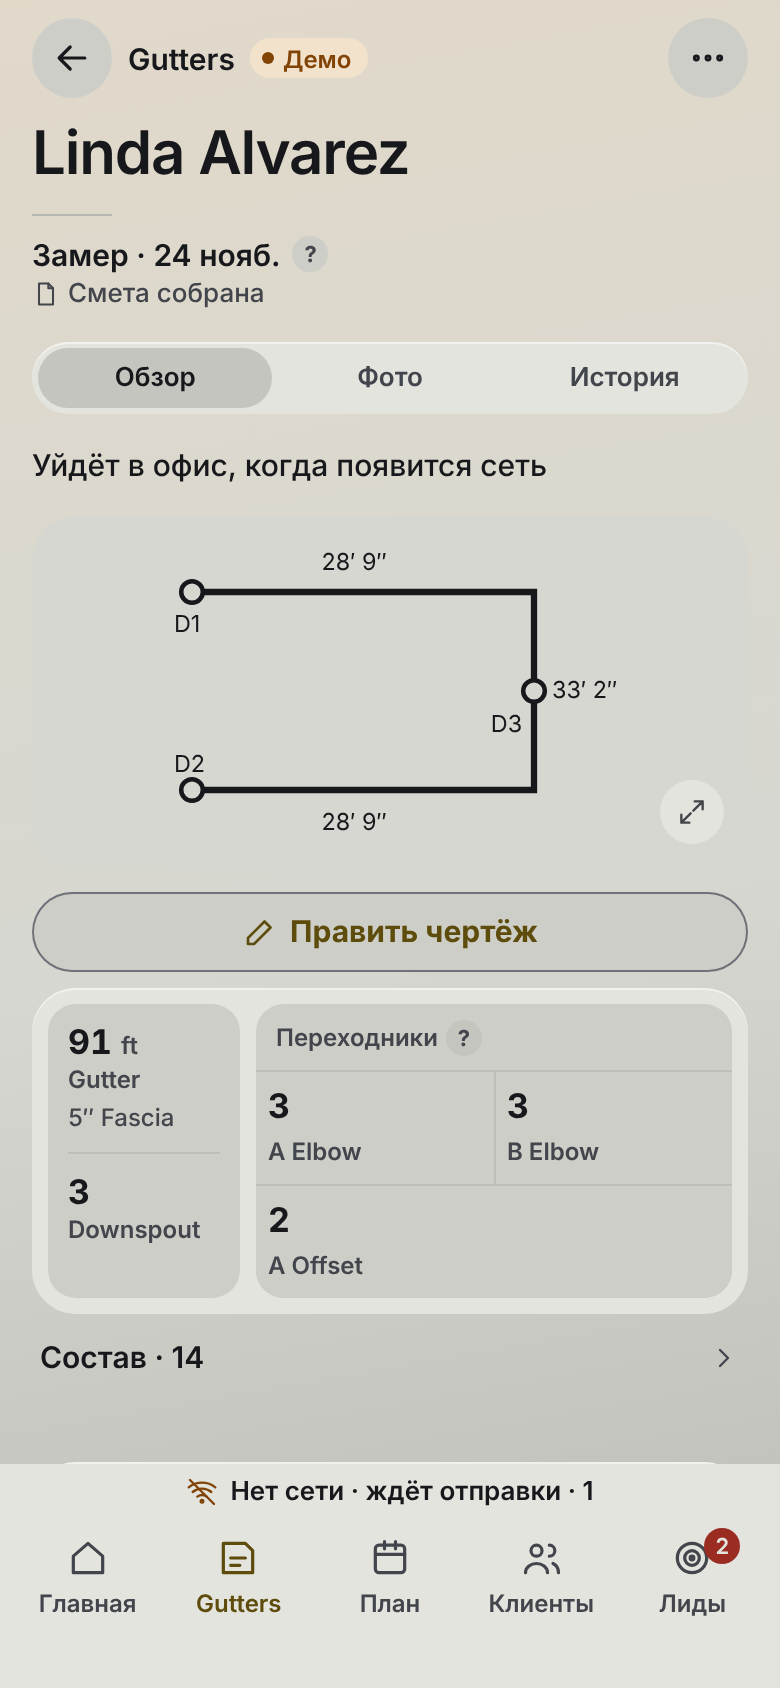 Gutters
Демо
Linda Alvarez
Замер · 24 нояб. ?
Смета собрана
Обзор
Фото
История
Уйдёт в офис, когда появится сеть
28′ 9″
D1
33′ 2″
D3
D2
28′ 9″
Править чертёж
91 ft
Gutter
5″ Fascia
3
Downspout
Переходники ?
3
A Elbow
3
B Elbow
2
A Offset
Состав · 14
Нет сети · ждёт отправки · 1
2
Главная
Gutters
План
Клиенты
Лиды